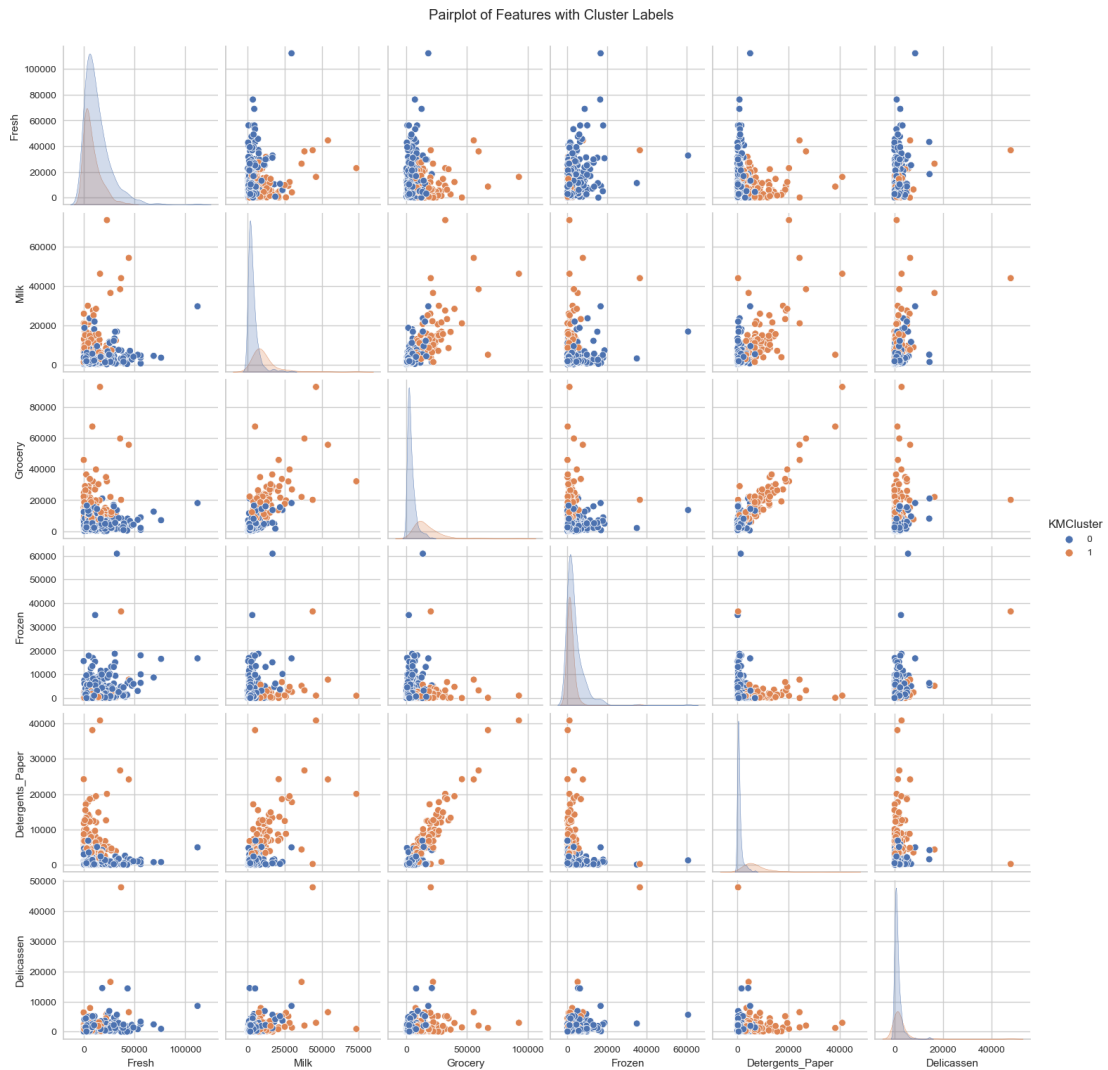 Pairplot of Features with Cluster Labels
100000
80000
60000
40000
20000
0
Fresh
60000
40000
20000
0
Milk
80000
60000
40000
20000
0
Grocery
60000
50000
40000
30000
20000
10000
0
Frozen
40000
30000
20000
10000
0
Detergents_Paper
50000
40000
30000
20000
10000
0
Delicassen
0 50000 100000
Fresh
0 25000 50000 75000
Milk
0 50000 100000
Grocery
0 20000 40000 60000
Frozen
0 20000 40000
Detergents_Paper
0 20000 40000
Delicassen
KMCluster
0
1